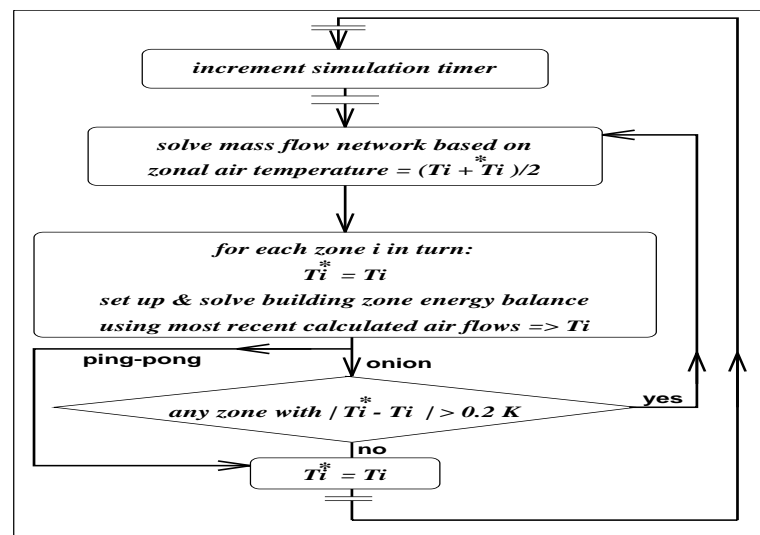 increment simulation timer
solve mass flow network based on
zonal air temperature = (Ti + Ti* )/2
for each zone i in turn:
Ti* = Ti
set up & solve building zone energy balance
using most recent calculated air flows => Ti
ping-pong
onion
any zone with | Ti* - Ti | > 0.2 K
yes
no
Ti* = Ti